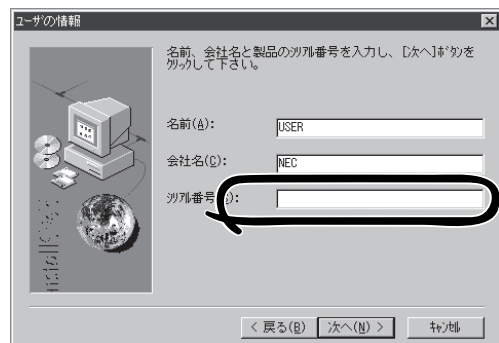 ユーザの情報
名前、会社名と製品のｼﾘｱﾙ番号を入力し、[次へ]ﾎﾞﾀﾝを
ｸﾘｯｸして下さい。
名前(A):
USER
会社名(C):
NEC
ｼﾘｱﾙ番号
):
InstallShield
< 戻る(B)
次へ(N) >
ｷｬﾝｾﾙ